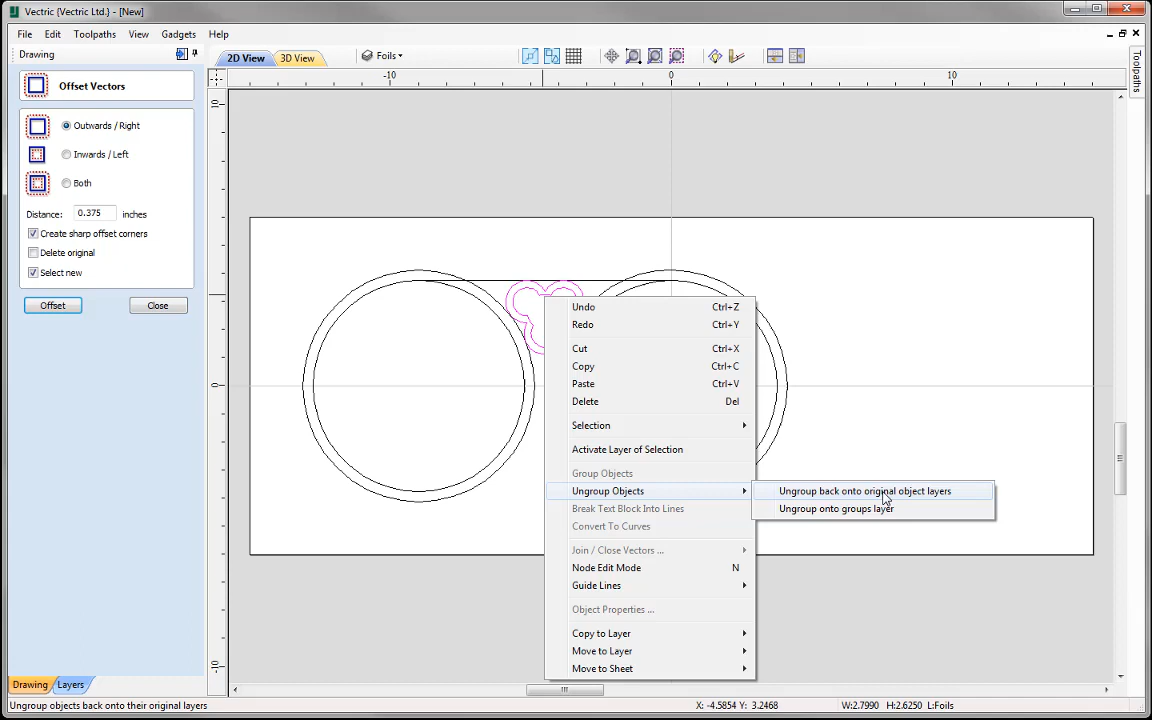 Vectric {Vectric Ltd.} - [New]
File Edit Toolpaths View Gadgets Help
Drawing
2D View 3D View Foils
Toolpaths
Offset Vectors
Outwards / Right
Inwards / Left
Both
Distance: 0.375 inches
Create sharp offset corners
Delete original
Select new
Offset Close
-10 0 10
10
0
-10
Undo Ctrl+Z
Redo Ctrl+Y
Cut Ctrl+X
Copy Ctrl+C
Paste Ctrl+V
Delete Del
Selection
Activate Layer of Selection
Group Objects
Ungroup Objects
Ungroup back onto original object layers
Ungroup onto groups layer
Break Text Block Into Lines
Convert To Curves
Join / Close Vectors ...
Node Edit Mode N
Guide Lines
Object Properties ...
Copy to Layer
Move to Layer
Move to Sheet
Drawing Layers
Ungroup objects back onto their original layers
X: -4.5854 Y: 3.2468
W:2.7990 H:2.6250 L:Foils